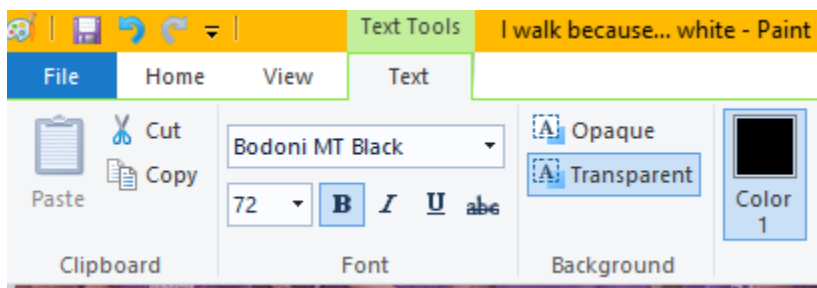 Text Tools I walk because... white - Paint
File Home View Text
Paste Cut Copy Bodoni MT Black Opaque
72 B I U abc Transparent Color 1
Clipboard Font Background